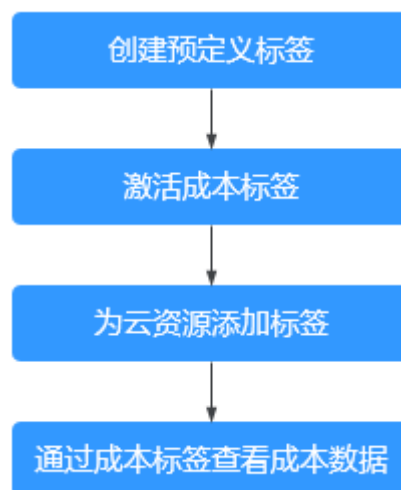 创建预定义标签
激活成本标签
为云资源添加标签
通过成本标签查看成本数据